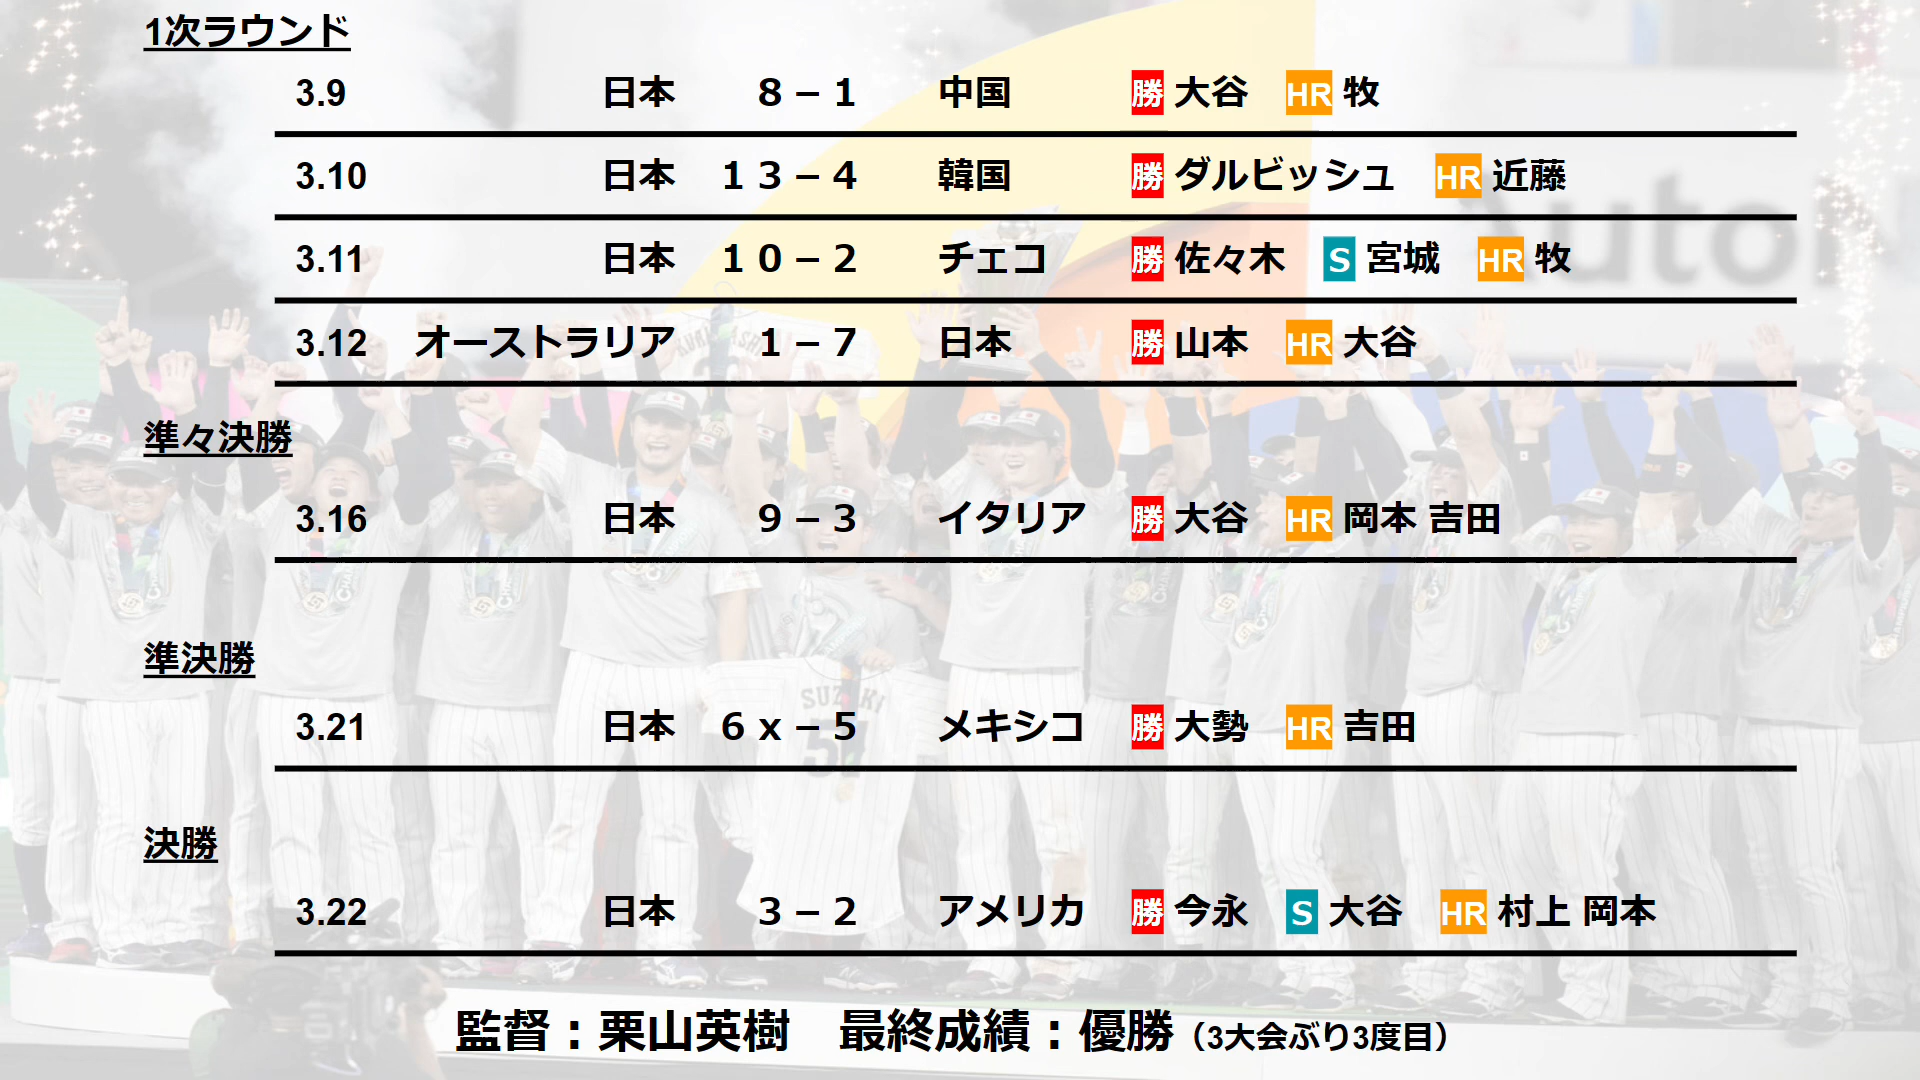 1次ラウンド
3.9 日本 8－1 中国 勝 大谷 HR 牧
3.10 日本 13－4 韓国 勝 ダルビッシュ HR 近藤
3.11 日本 10－2 チェコ 勝 佐々木 S 宮城 HR 牧
3.12 オーストラリア 1－7 日本 勝 山本 HR 大谷
準々決勝
3.16 日本 9－3 イタリア 勝 大谷 HR 岡本 吉田
準決勝
3.21 日本 6x－5 メキシコ 勝 大勢 HR 吉田
SUZUKI
51
決勝
3.22 日本 3－2 アメリカ 勝 今永 S 大谷 HR 村上 岡本
監督：栗山英樹 最終成績：優勝（3大会ぶり3度目）